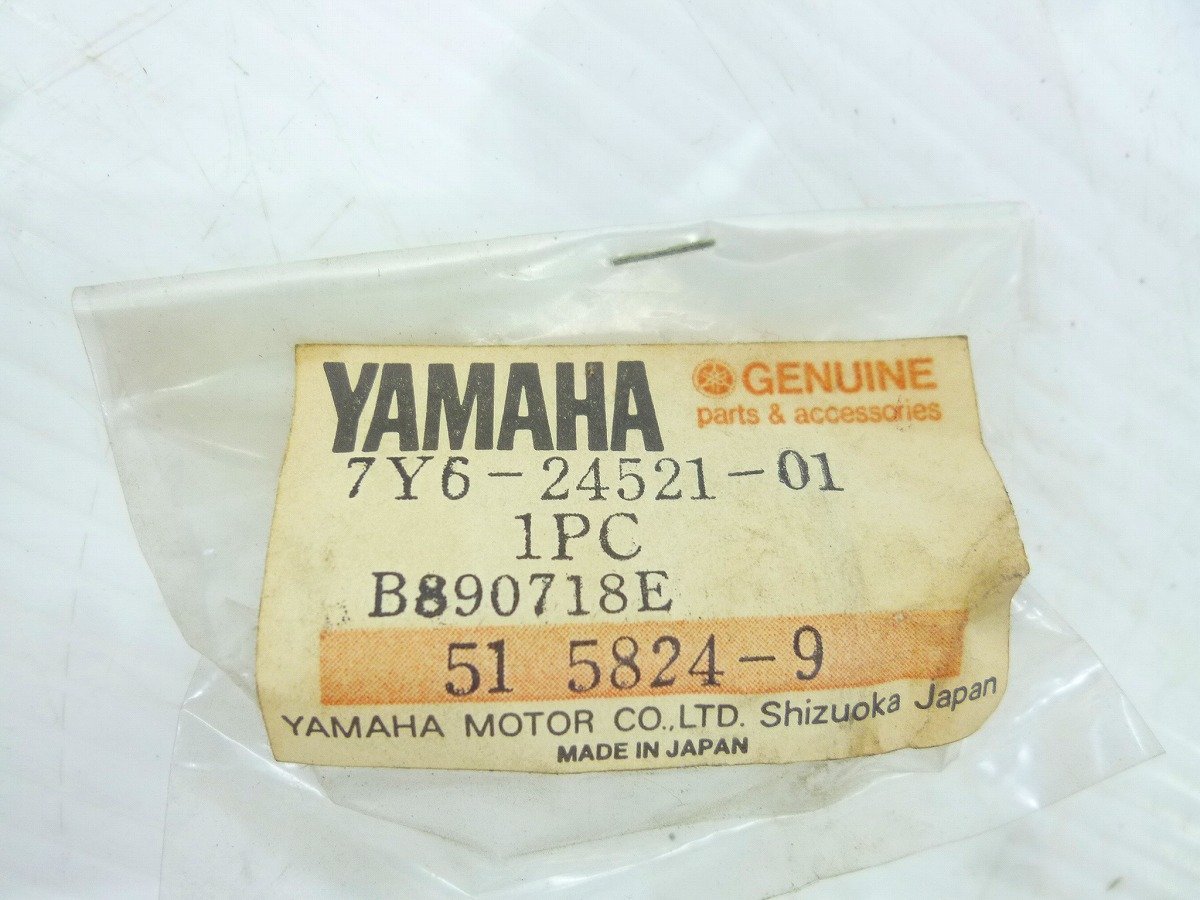 YAMAHA GENUINE
parts & accessories
7Y6-24521-01
1PC
B890718E
51 5824-9
YAMAHA MOTOR CO.,LTD. Shizuoka Japan
MADE IN JAPAN